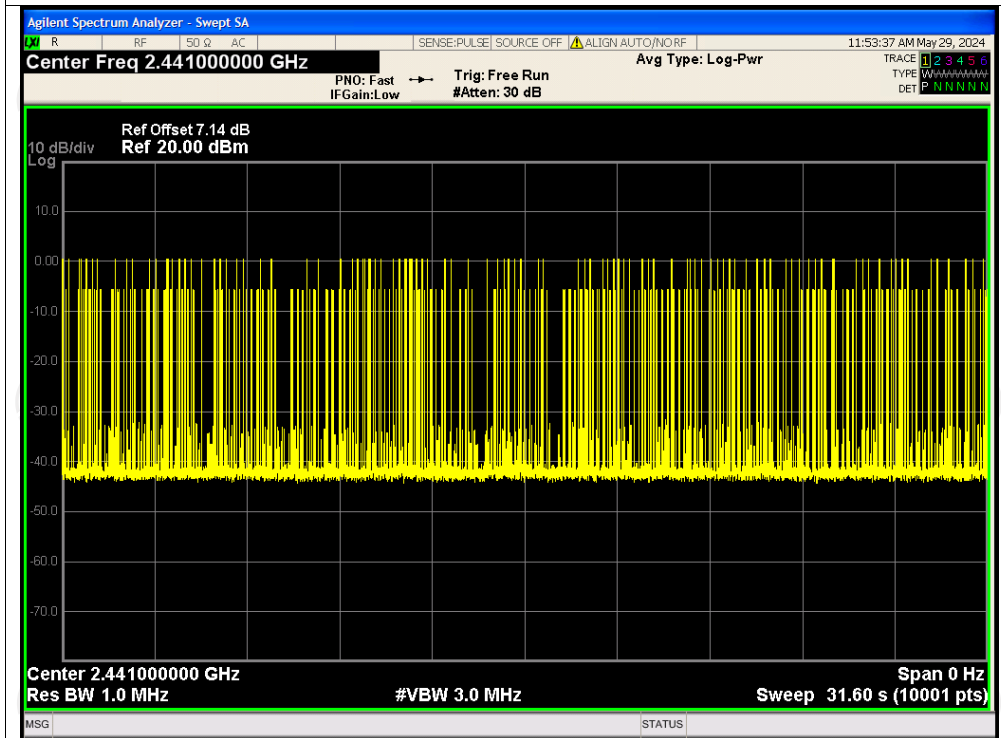 Agilent Spectrum Analyzer - Swept SA
LXI R RF 50 Ω AC SENSE:PULSE SOURCE OFF ALIGN AUTO/NO RF 11:53:37 AM May 29, 2024
Center Freq 2.441000000 GHz Avg Type: Log-Pwr TRACE 1 2 3 4 5 6
PNO: Fast Trig: Free Run TYPE W
IFGain:Low #Atten: 30 dB DET P N N N N N
Ref Offset 7.14 dB
10 dB/div Ref 20.00 dBm
Log
10.0
0.00
-10.0
-20.0
-30.0
-40.0
-50.0
-60.0
-70.0
Center 2.441000000 GHz Span 0 Hz
Res BW 1.0 MHz #VBW 3.0 MHz Sweep 31.60 s (10001 pts)
MSG STATUS